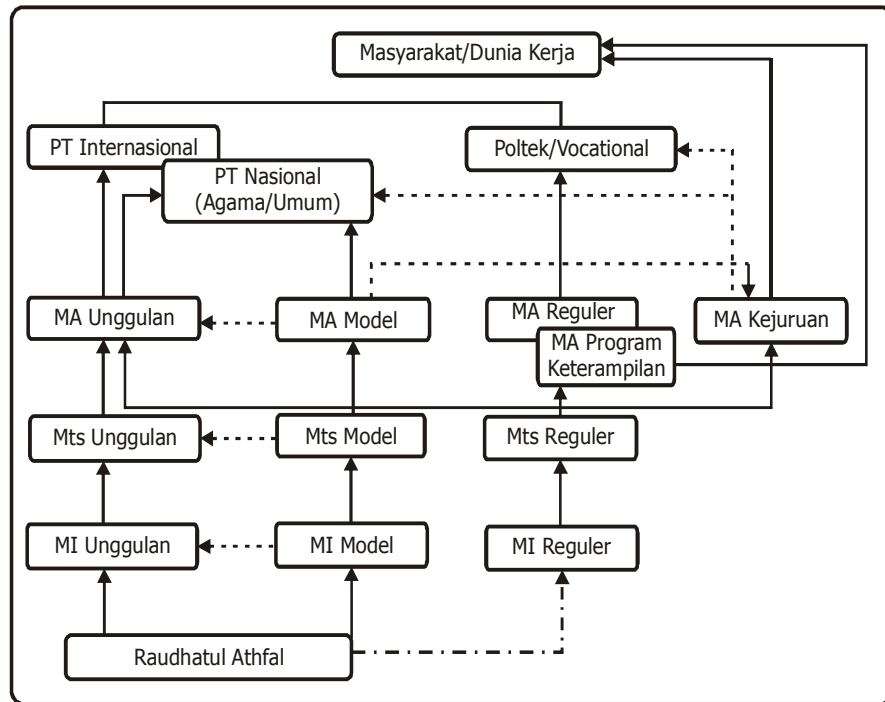 Masyarakat/Dunia Kerja
PT Internasional
Poltek/Vocational
PT Nasional
(Agama/Umum)
MA Unggulan
MA Model
MA Reguler
MA Kejuruan
MA Program
Keterampilan
Mts Unggulan
Mts Model
Mts Reguler
MI Unggulan
MI Model
MI Reguler
Raudhatul Athfal